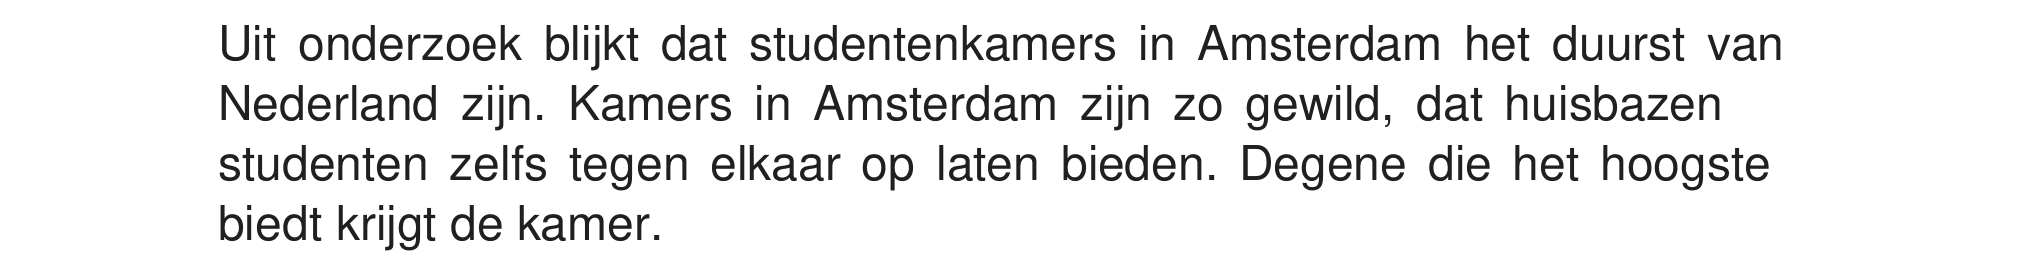 Uit onderzoek blijkt dat studentenkamers in Amsterdam het duurst van
Nederland zijn. Kamers in Amsterdam zijn zo gewild, dat huisbazen
studenten zelfs tegen elkaar op laten bieden. Degene die het hoogste
biedt krijgt de kamer.